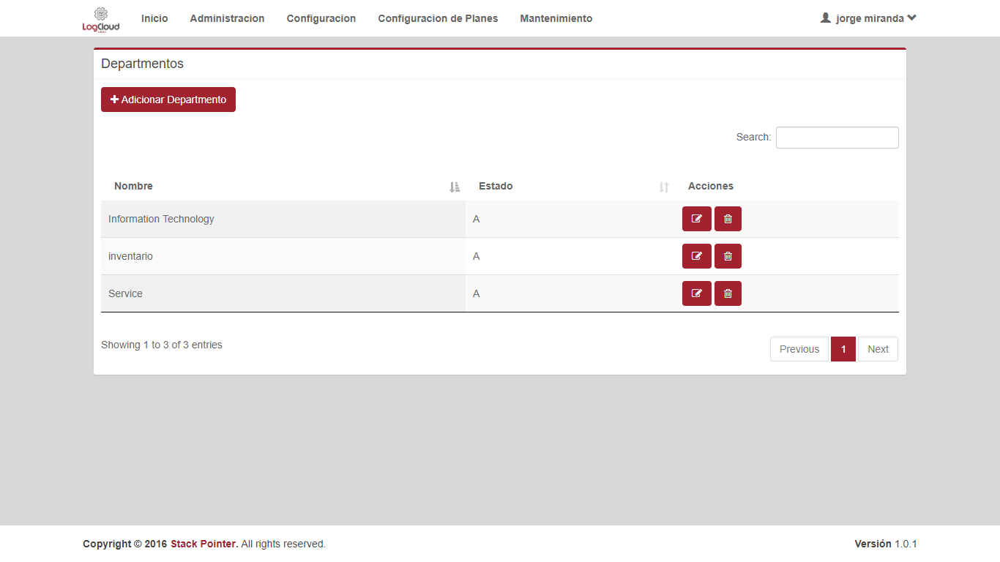 LogCloud
Inicio Administracion Configuracion Configuracion de Planes Mantenimiento jorge miranda
Departmentos
Adicionar Departmento
Search:
Nombre Estado Acciones
Information Technology A
inventario A
Service A
Showing 1 to 3 of 3 entries Previous 1 Next
Copyright © 2016 Stack Pointer. All rights reserved. Versión 1.0.1